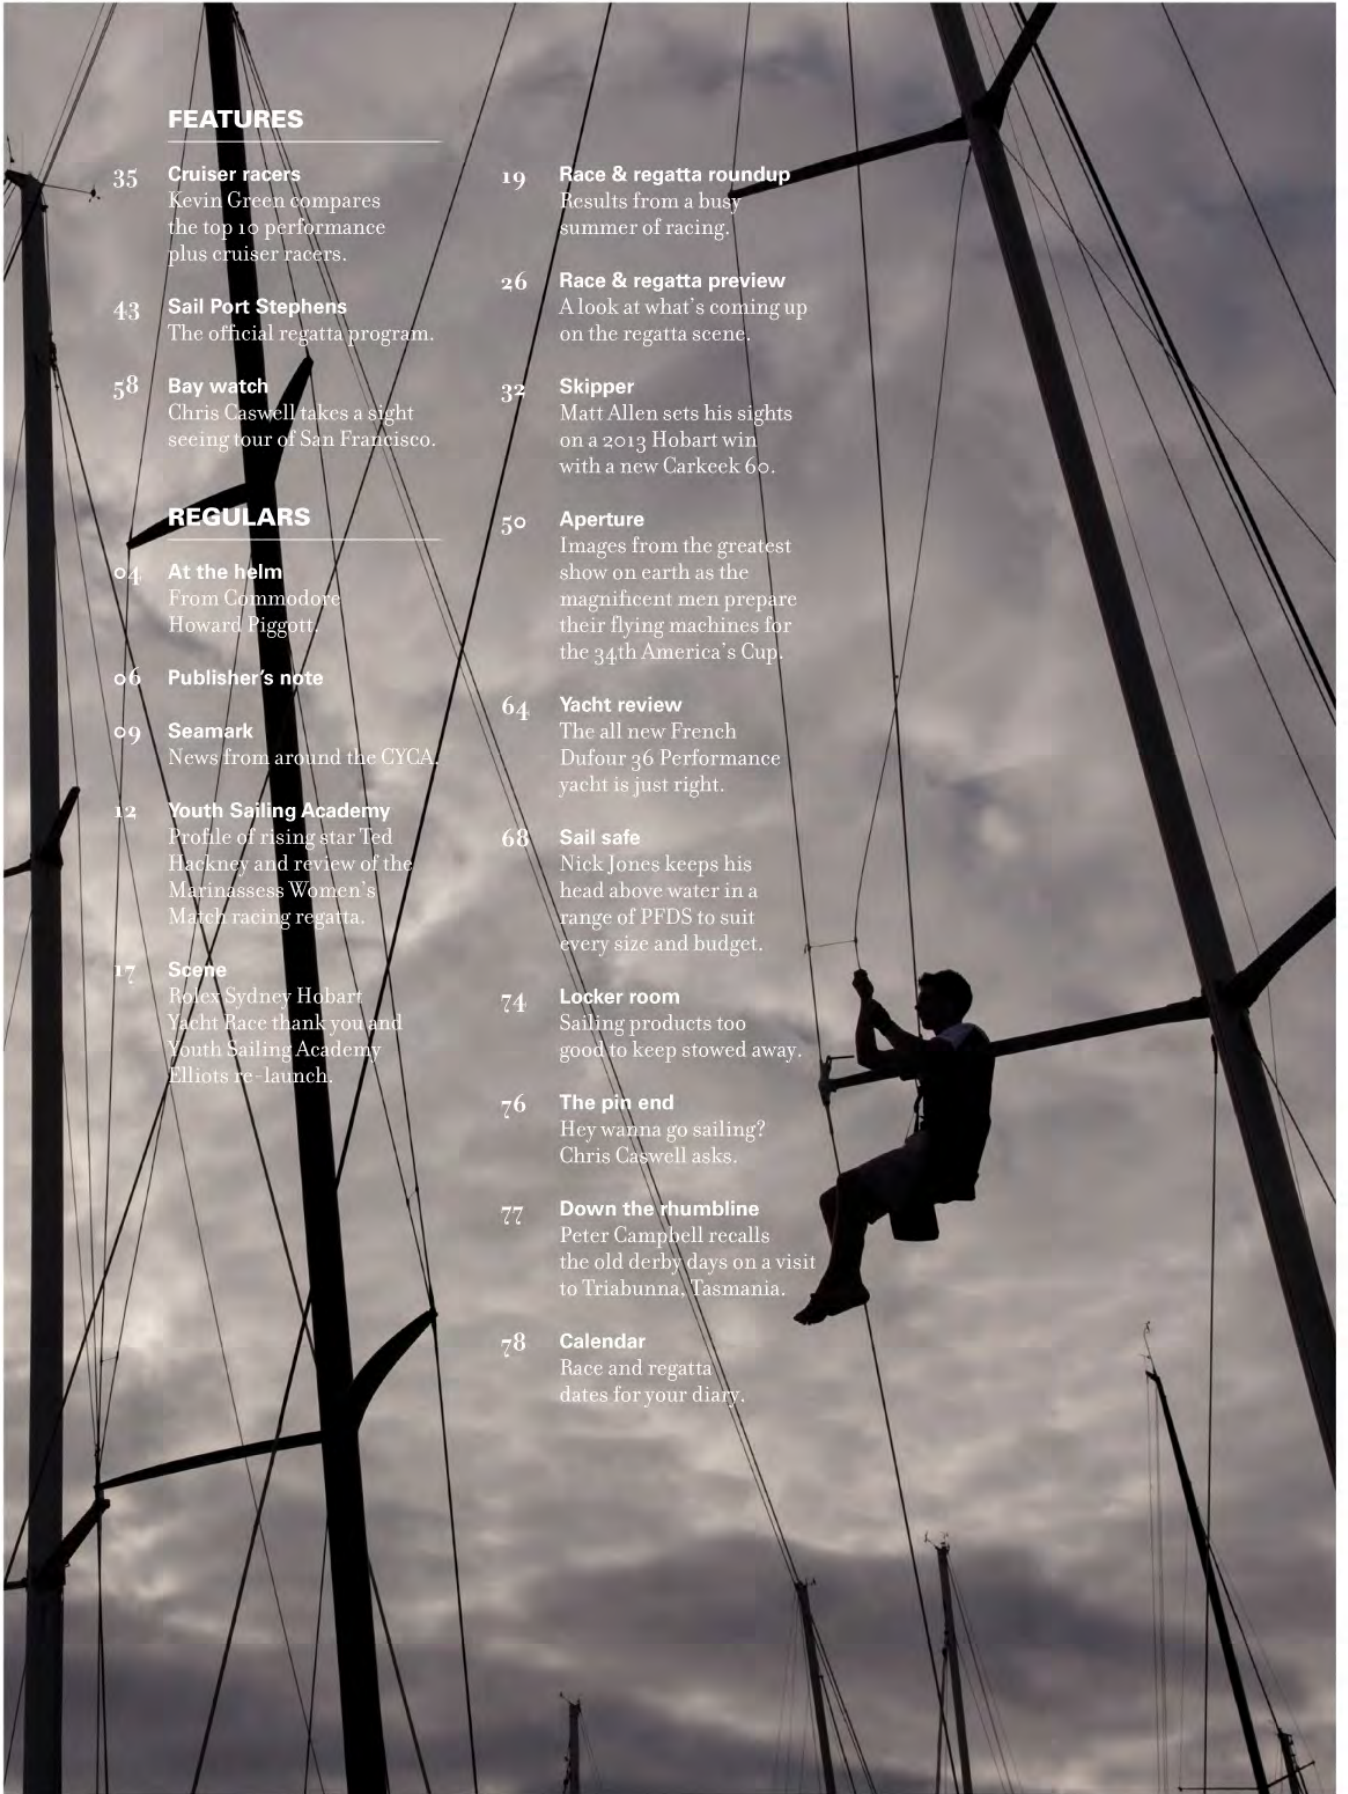 FEATURES
35 Cruiser racers
Kevin Green compares
the top 10 performance
plus cruiser racers.
43 Sail Port Stephens
The official regatta program.
58 Bay watch
Chris Caswell takes a sight
seeing tour of San Francisco.
REGULARS
04 At the helm
From Commodore
Howard Piggott.
06 Publisher's note
09 Seamark
News from around the CYCA.
12 Youth Sailing Academy
Profile of rising star Ted
Hackney and review of the
Marinassess Women's
Match racing regatta.
17 Scene
Rolex Sydney Hobart
Yacht Race thank you and
Youth Sailing Academy
Elliots re-launch.
19 Race & regatta roundup
Results from a busy
summer of racing.
26 Race & regatta preview
A look at what's coming up
on the regatta scene.
32 Skipper
Matt Allen sets his sights
on a 2013 Hobart win
with a new Carkeek 60.
50 Aperture
Images from the greatest
show on earth as the
magnificent men prepare
their flying machines for
the 34th America's Cup.
64 Yacht review
The all new French
Dufour 36 Performance
yacht is just right.
68 Sail safe
Nick Jones keeps his
head above water in a
range of PFDS to suit
every size and budget.
74 Locker room
Sailing products too
good to keep stowed away.
76 The pin end
Hey wanna go sailing?
Chris Caswell asks.
77 Down the rhumbline
Peter Campbell recalls
the old derby days on a visit
to Triabunna, Tasmania.
78 Calendar
Race and regatta
dates for your diary.